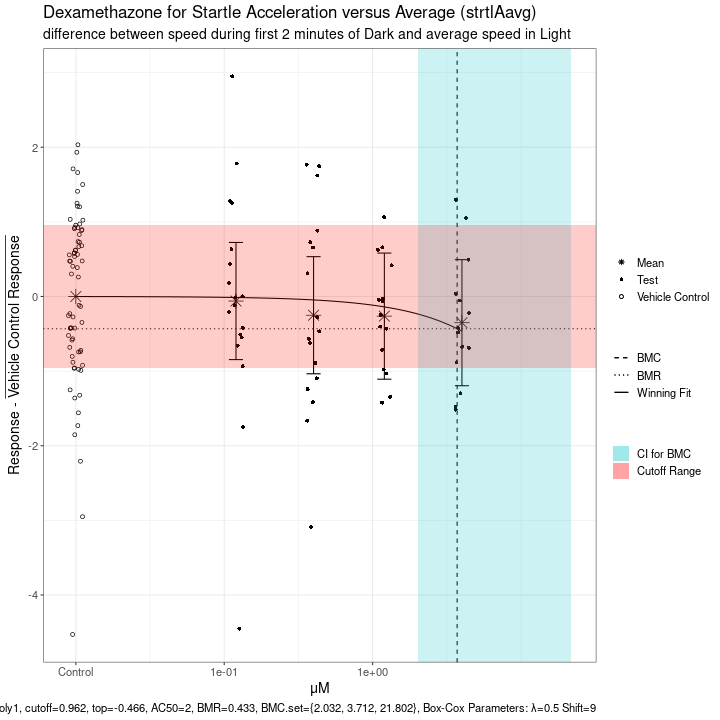 Dexamethazone for Startle Acceleration versus Average (strtlAavg)
difference between speed during first 2 minutes of Dark and average speed in Light
Response - Vehicle Control Response
2
0
-2
-4
Control
1e-01
1e+00
μM
Mean
Test
Vehicle Control
BMC
BMR
Winning Fit
CI for BMC
Cutoff Range
oly1, cutoff=0.962, top=-0.466, AC50=2, BMR=0.433, BMC.set={2.032, 3.712, 21.802}, Box-Cox Parameters: λ=0.5 Shift=9